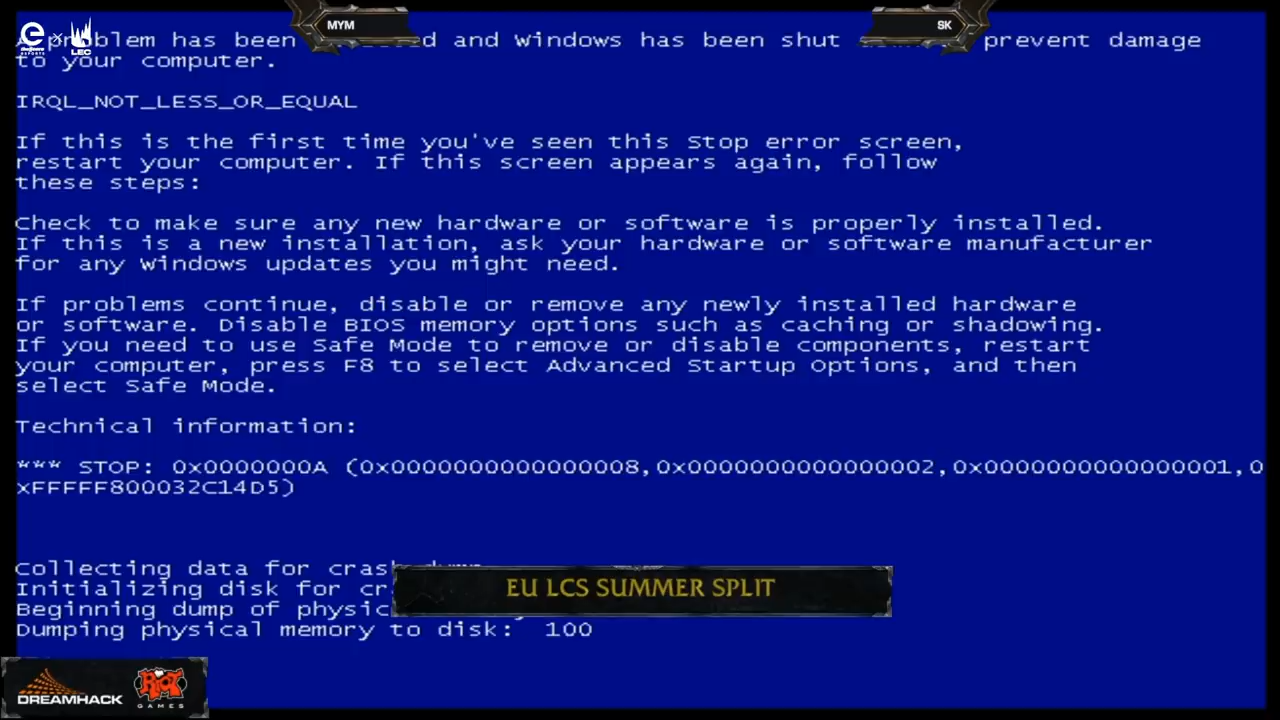 MYM
SK
LEC
problem has been and Windows has been shut prevent damage
to your computer.
IRQL_NOT_LESS_OR_EQUAL
If this is the first time you've seen this Stop error screen,
restart your computer. If this screen appears again, follow
these steps:
Check to make sure any new hardware or software is properly installed.
If this is a new installation, ask your hardware or software manufacturer
for any Windows updates you might need.
If problems continue, disable or remove any newly installed hardware
or software. Disable BIOS memory options such as caching or shadowing.
If you need to use Safe Mode to remove or disable components, restart
your computer, press F8 to select Advanced Startup Options, and then
select Safe Mode.
Technical information:
*** STOP: 0x0000000A (0x0000000000000008,0x0000000000000002,0x0000000000000001,0
xFFFFF800032C14D5)
Collecting data for crash
Initializing disk for
Beginning dump of
Dumping physical memory to disk: 100
EU LCS SUMMER SPLIT
DREAMHACK
RIOT
GAMES